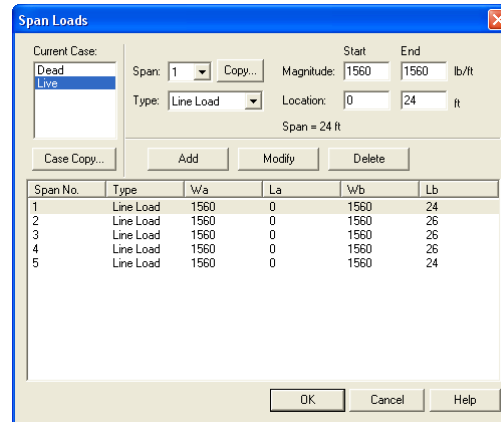 Span Loads
Current Case:
Dead
Live
Span: 1 Copy...
Type: Line Load
Start End
Magnitude: 1560 1560 lb/ft
Location: 0 24 ft
Span = 24 ft
Case Copy... Add Modify Delete
Span No. Type Wa La Wb Lb
1 Line Load 1560 0 1560 24
2 Line Load 1560 0 1560 26
3 Line Load 1560 0 1560 26
4 Line Load 1560 0 1560 26
5 Line Load 1560 0 1560 24
OK Cancel Help